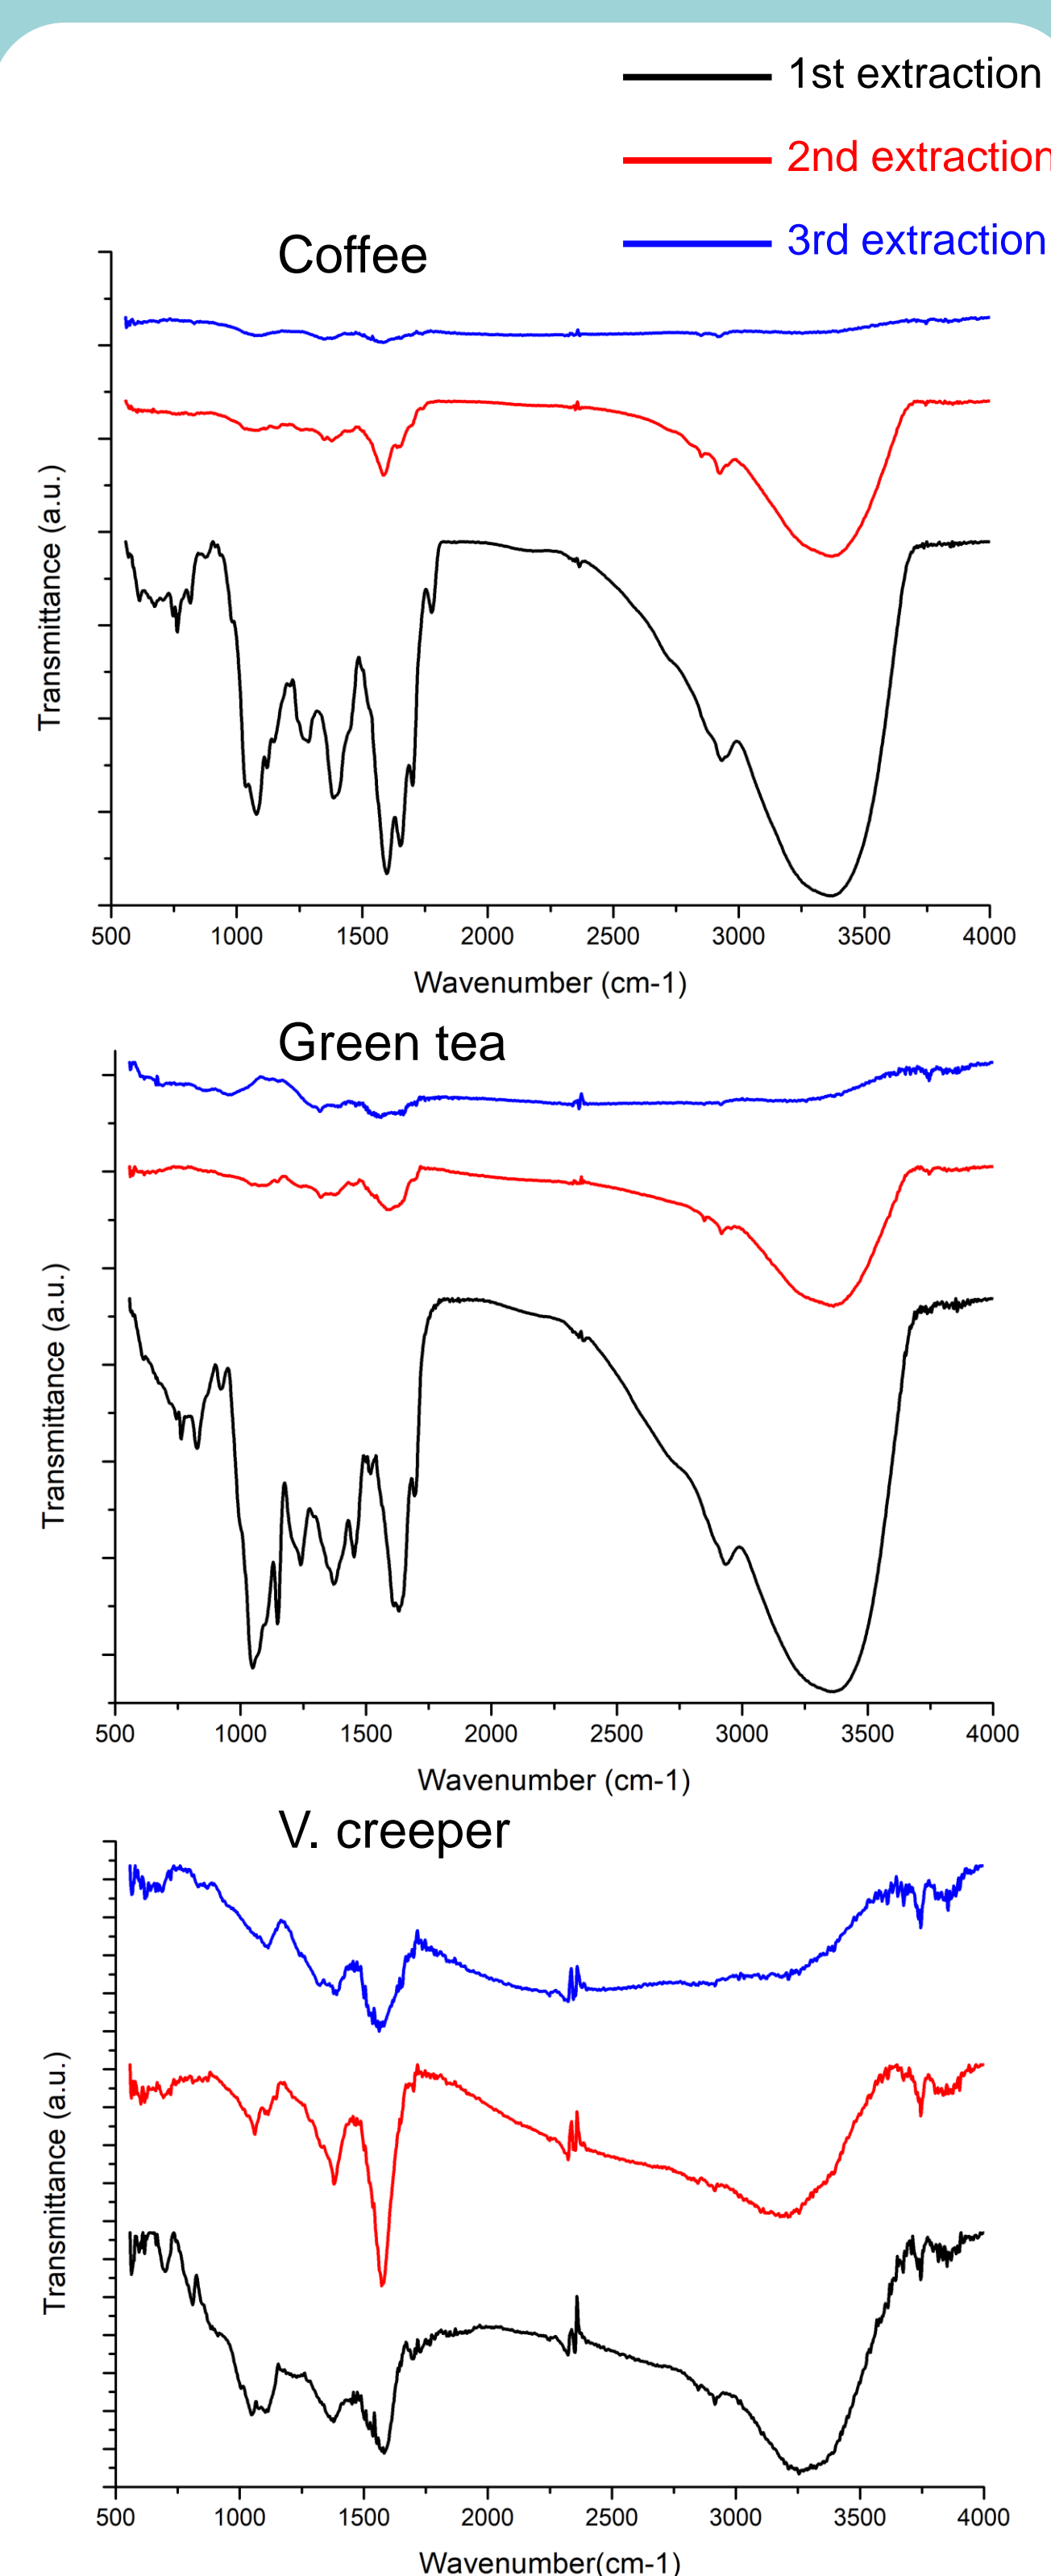 1st extraction
2nd extraction
3rd extraction
Coffee
Transmittance (a.u.)
500 1000 1500 2000 2500 3000 3500 4000
Wavenumber (cm-1)
Green tea
Transmittance (a.u.)
500 1000 1500 2000 2500 3000 3500 4000
Wavenumber (cm-1)
V. creeper
Transmittance (a.u.)
500 1000 1500 2000 2500 3000 3500 4000
Wavenumber(cm-1)